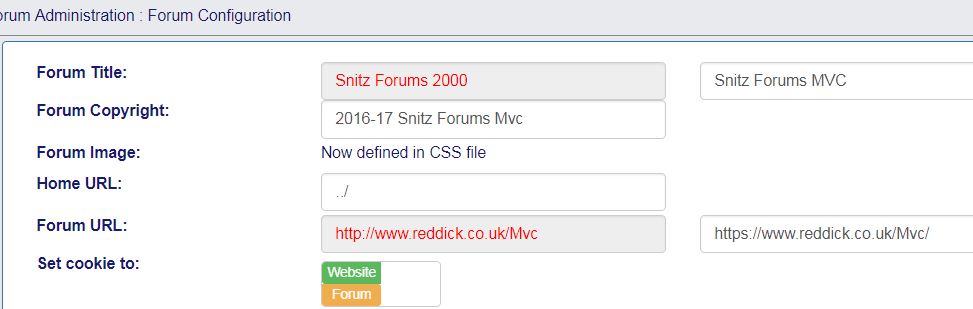 orum Administration : Forum Configuration
Forum Title: Snitz Forums 2000 Snitz Forums MVC
Forum Copyright: 2016-17 Snitz Forums Mvc
Forum Image: Now defined in CSS file
Home URL: ../
Forum URL: http://www.reddick.co.uk/Mvc https://www.reddick.co.uk/Mvc/
Set cookie to: Website
Forum